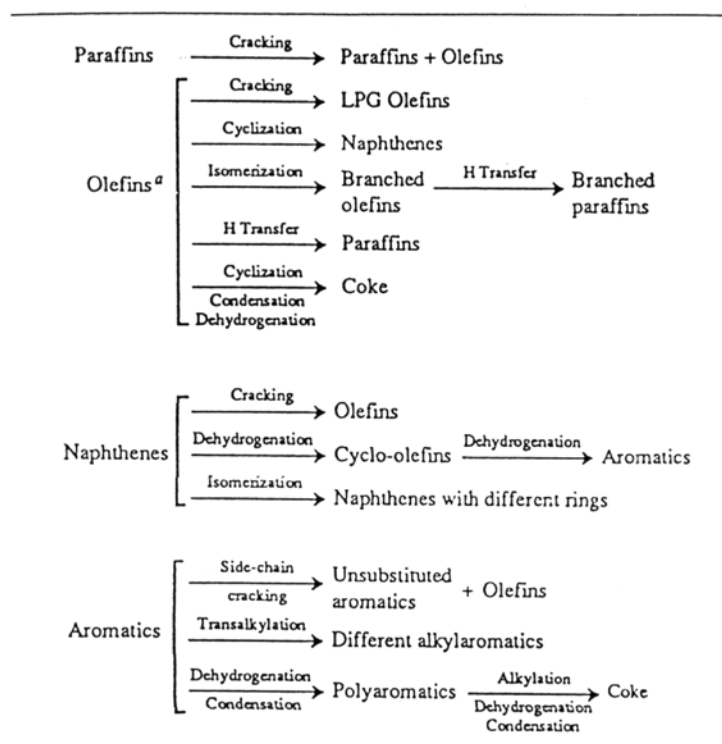 Cracking
Paraffins → Paraffins + Olefins
Cracking
LPG Olefins
Cyclization
Naphthenes
Olefins a
Isomerization
Branched olefins
H Transfer
Branched paraffins
H Transfer
Paraffins
Cyclization
Coke
Condensation
Dehydrogenation
Cracking
Olefins
Naphthenes
Dehydrogenation
Cyclo-olefins
Dehydrogenation
Aromatics
Isomerization
Naphthenes with different rings
Side-chain
cracking
Unsubstituted
aromatics
+ Olefins
Aromatics
Transalkylation
Different alkylaromatics
Dehydrogenation
Condensation
Polyaromatics
Alkylation
Dehydrogenation
Condensation
Coke